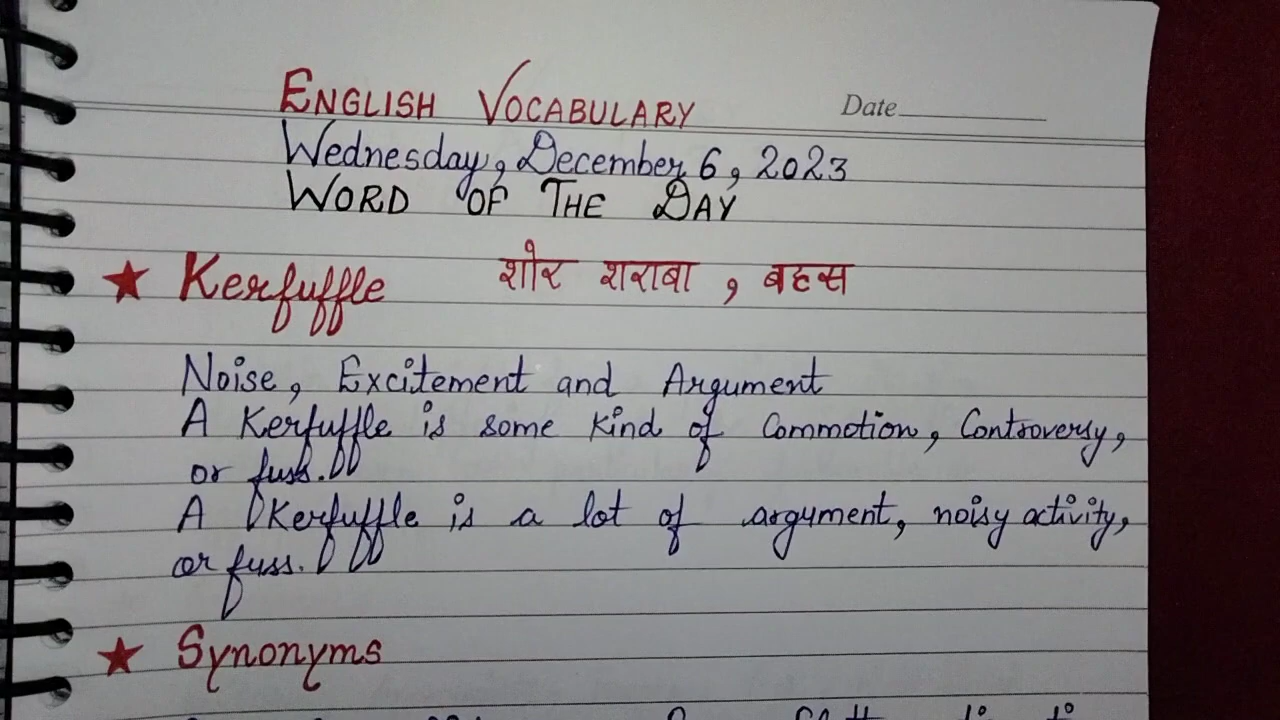 ENGLISH VOCABULARY
Date
Wednesday, December 6, 2023
WORD OF THE DAY
★ Kerfuffle शोर शराबा, बहस
Noise, Excitement and Argument
A Kerfuffle is some kind of Commotion, Controversy,
or fuss.
A Kerfuffle is a lot of argument, noisy activity,
or fuss.
★ Synonyms